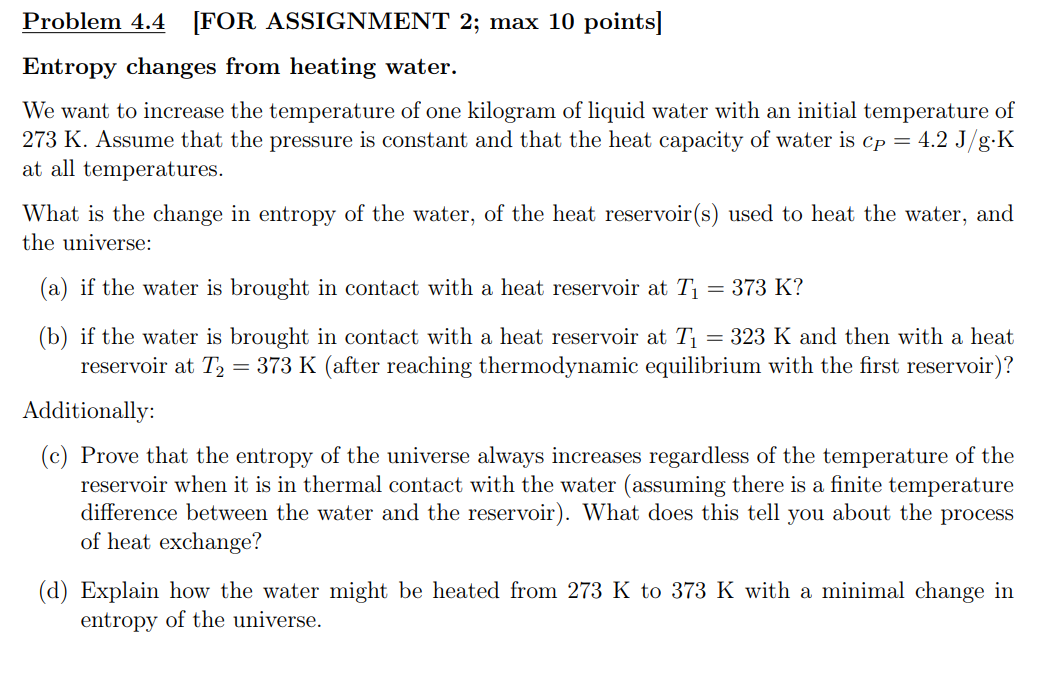 Problem 4.4 [FOR ASSIGNMENT 2; max 10 points]
Entropy changes from heating water.
We want to increase the temperature of one kilogram of liquid water with an initial temperature of
273 K. Assume that the pressure is constant and that the heat capacity of water is c_P = 4.2 J/g·K
at all temperatures.
What is the change in entropy of the water, of the heat reservoir(s) used to heat the water, and
the universe:
(a) if the water is brought in contact with a heat reservoir at T₁ = 373 K?
(b) if the water is brought in contact with a heat reservoir at T₁ = 323 K and then with a heat
reservoir at T₂ = 373 K (after reaching thermodynamic equilibrium with the first reservoir)?
Additionally:
(c) Prove that the entropy of the universe always increases regardless of the temperature of the
reservoir when it is in thermal contact with the water (assuming there is a finite temperature
difference between the water and the reservoir). What does this tell you about the process
of heat exchange?
(d) Explain how the water might be heated from 273 K to 373 K with a minimal change in
entropy of the universe.